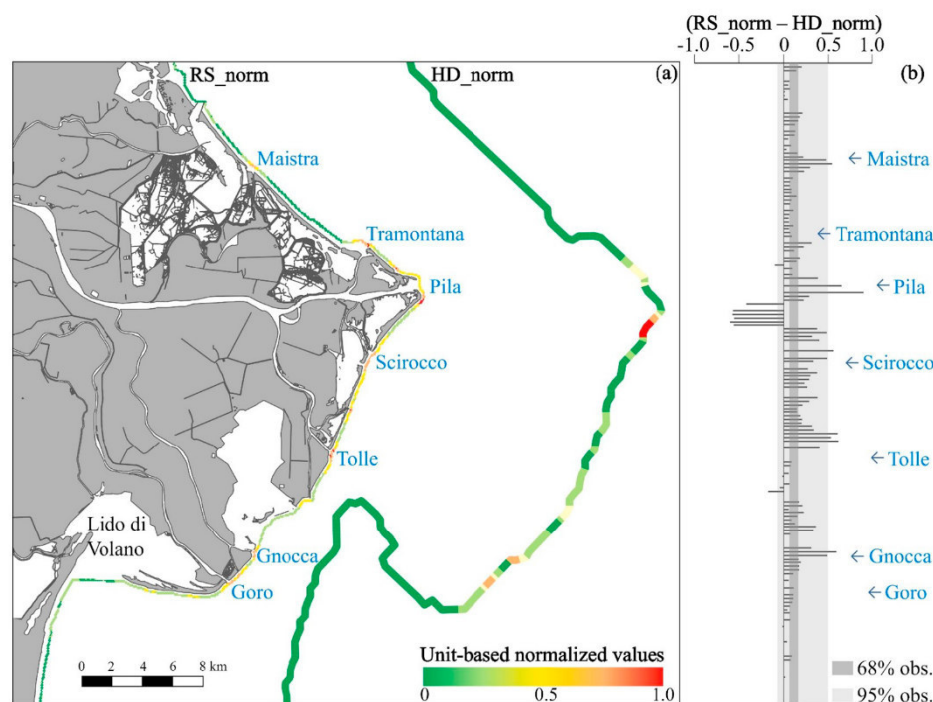 (RS_norm – HD_norm)
-1.0 -0.5 0 0.5 1.0
RS_norm
HD_norm
(a)
(b)
Maistra
Tramontana
Pila
Scirocco
Tolle
Lido di
Volano
Gnocca
Goro
← Maistra
← Tramontana
← Pila
← Scirocco
← Tolle
← Gnocca
← Goro
0 2 4 6 8 km
Unit-based normalized values
0 0.5 1.0
68% obs.
95% obs.